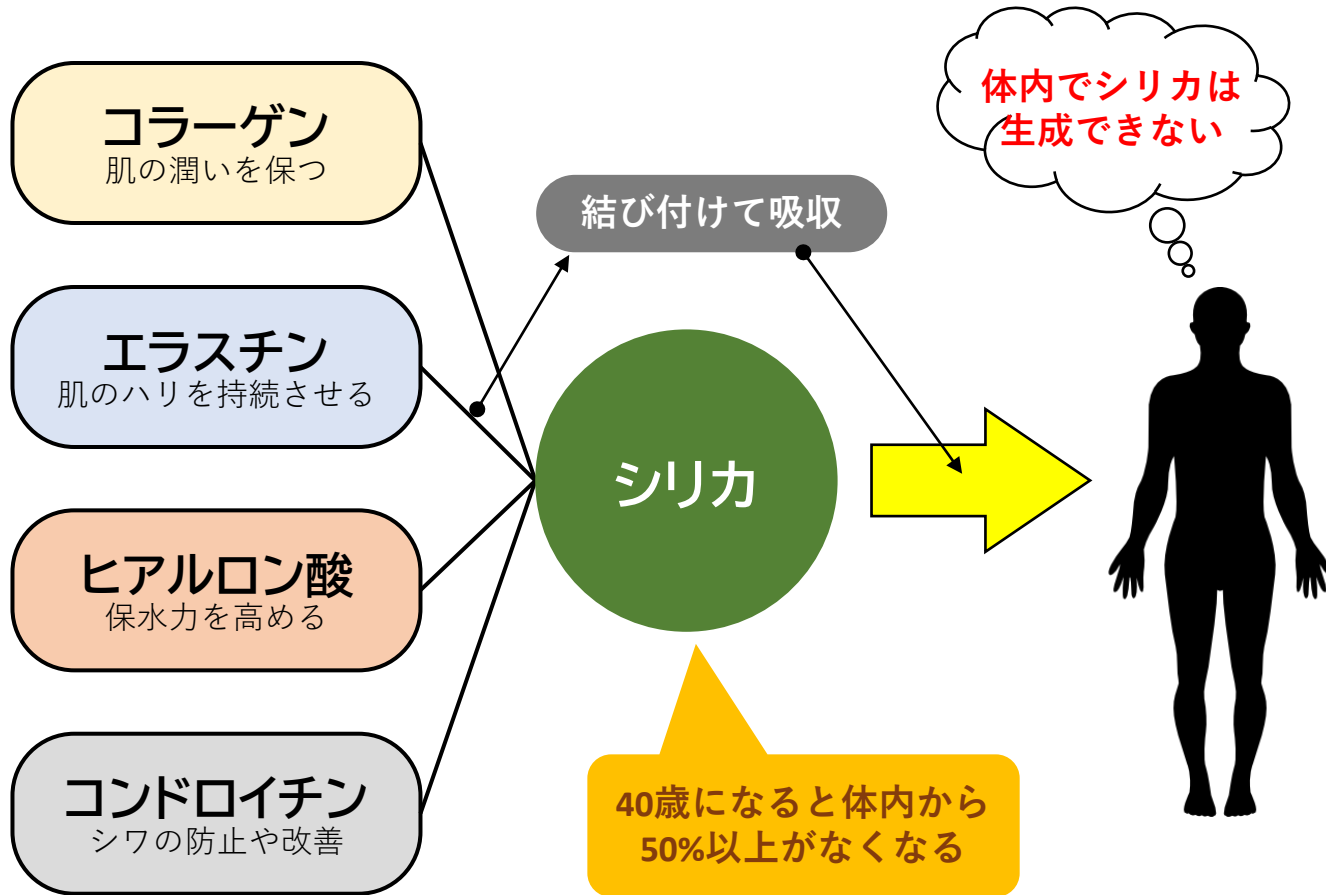 コラーゲン
肌の潤いを保つ
エラスチン
肌のハリを持続させる
ヒアルロン酸
保水力を高める
コンドロイチン
シワの防止や改善
結び付けて吸収
シリカ
40歳になると体内から
50%以上がなくなる
体内でシリカは
生成できない